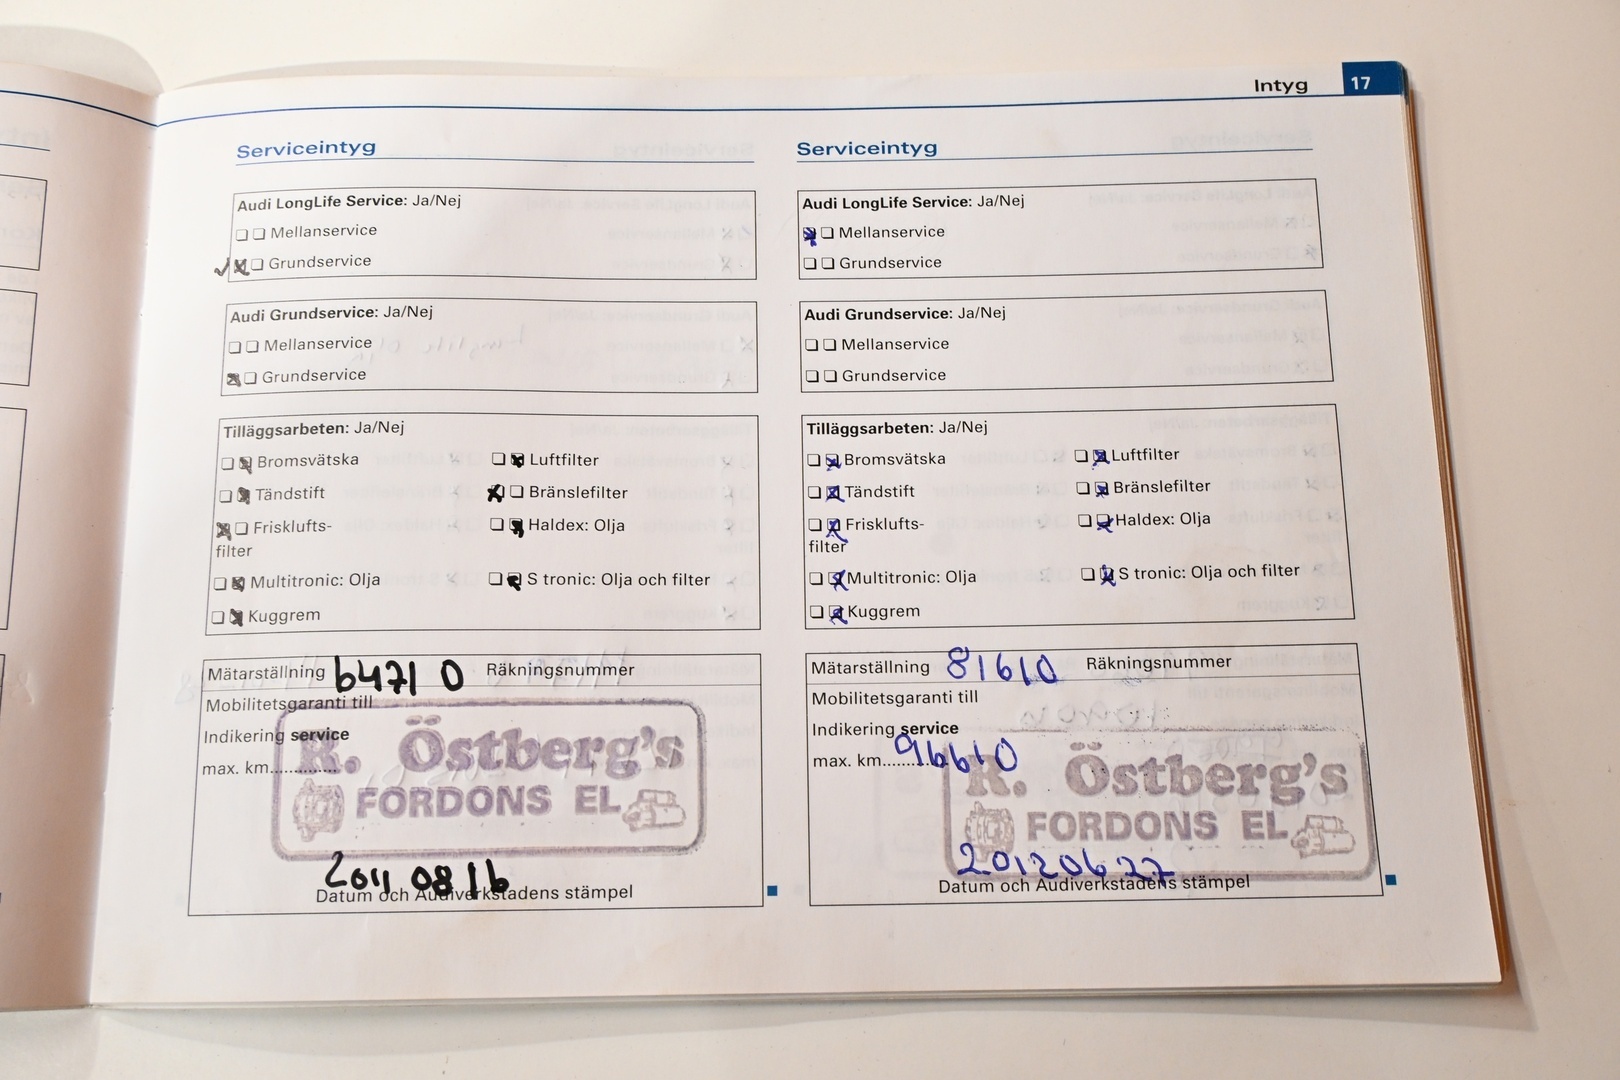 Intyg 17
Serviceintyg
Audi LongLife Service: Ja/Nej
Mellanservice
Grundservice
Audi Grundservice: Ja/Nej
Mellanservice
Grundservice
Tilläggsarbeten: Ja/Nej
Bromsvätska
Luftfilter
Tändstift
Bränslefilter
Friskluftsfilter
Haldex: Olja
Multitronic: Olja
S tronic: Olja och filter
Kuggrem
Mätarställning 64710 Räkningsnummer
Mobilitetsgaranti till
Indikering service
max. km..............
R. Östberg's
FORDONS EL
2011 08 16
Datum och Audiverkstadens stämpel
Serviceintyg
Audi LongLife Service: Ja/Nej
Mellanservice
Grundservice
Audi Grundservice: Ja/Nej
Mellanservice
Grundservice
Tilläggsarbeten: Ja/Nej
Bromsvätska
Luftfilter
Tändstift
Bränslefilter
Friskluftsfilter
Haldex: Olja
Multitronic: Olja
S tronic: Olja och filter
Kuggrem
Mätarställning 81610 Räkningsnummer
Mobilitetsgaranti till
Indikering service
max. km.........96610
R. Östberg's
FORDONS EL
20120627
Datum och Audiverkstadens stämpel